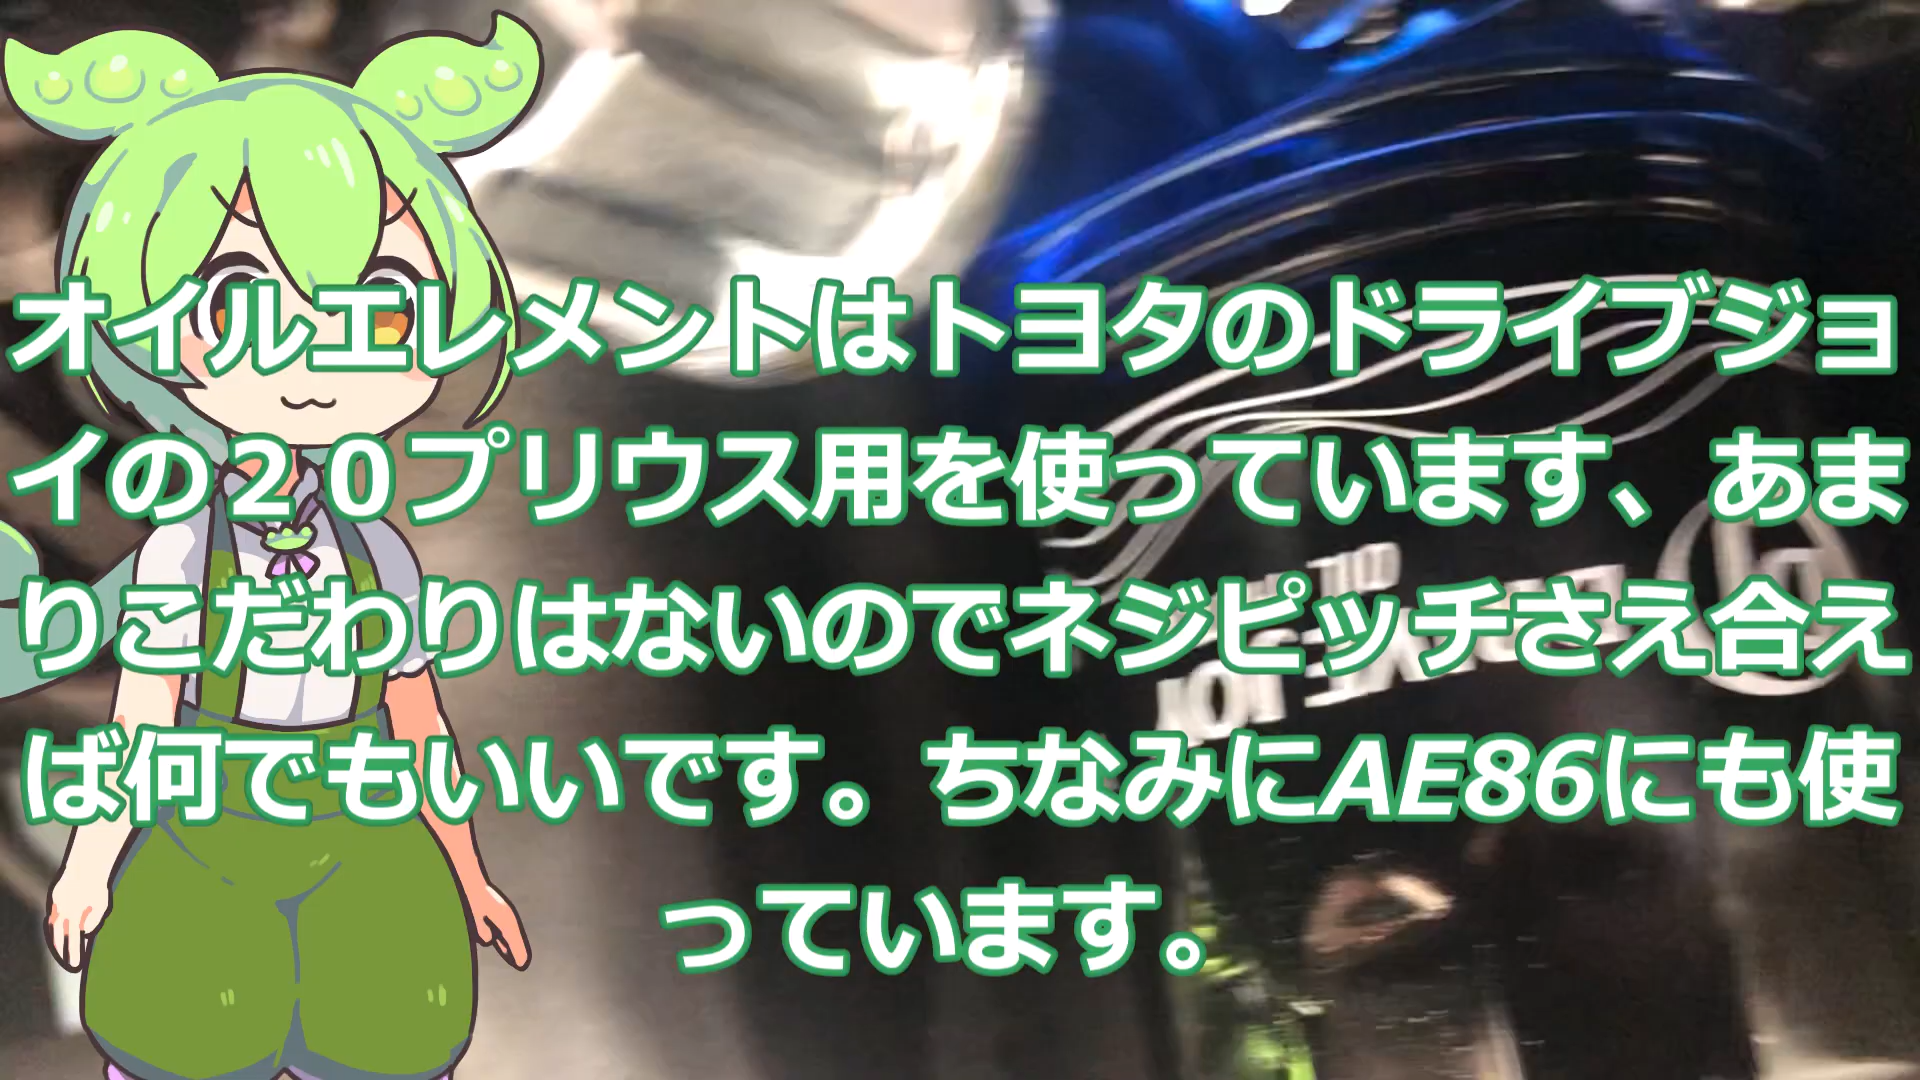 オイルエレメントはトヨタのドライブジョ
イの２０プリウス用を使っています、あま
りこだわりはないのでネジピッチさえ合え
ば何でもいいです。ちなみにAE86にも使
っています。